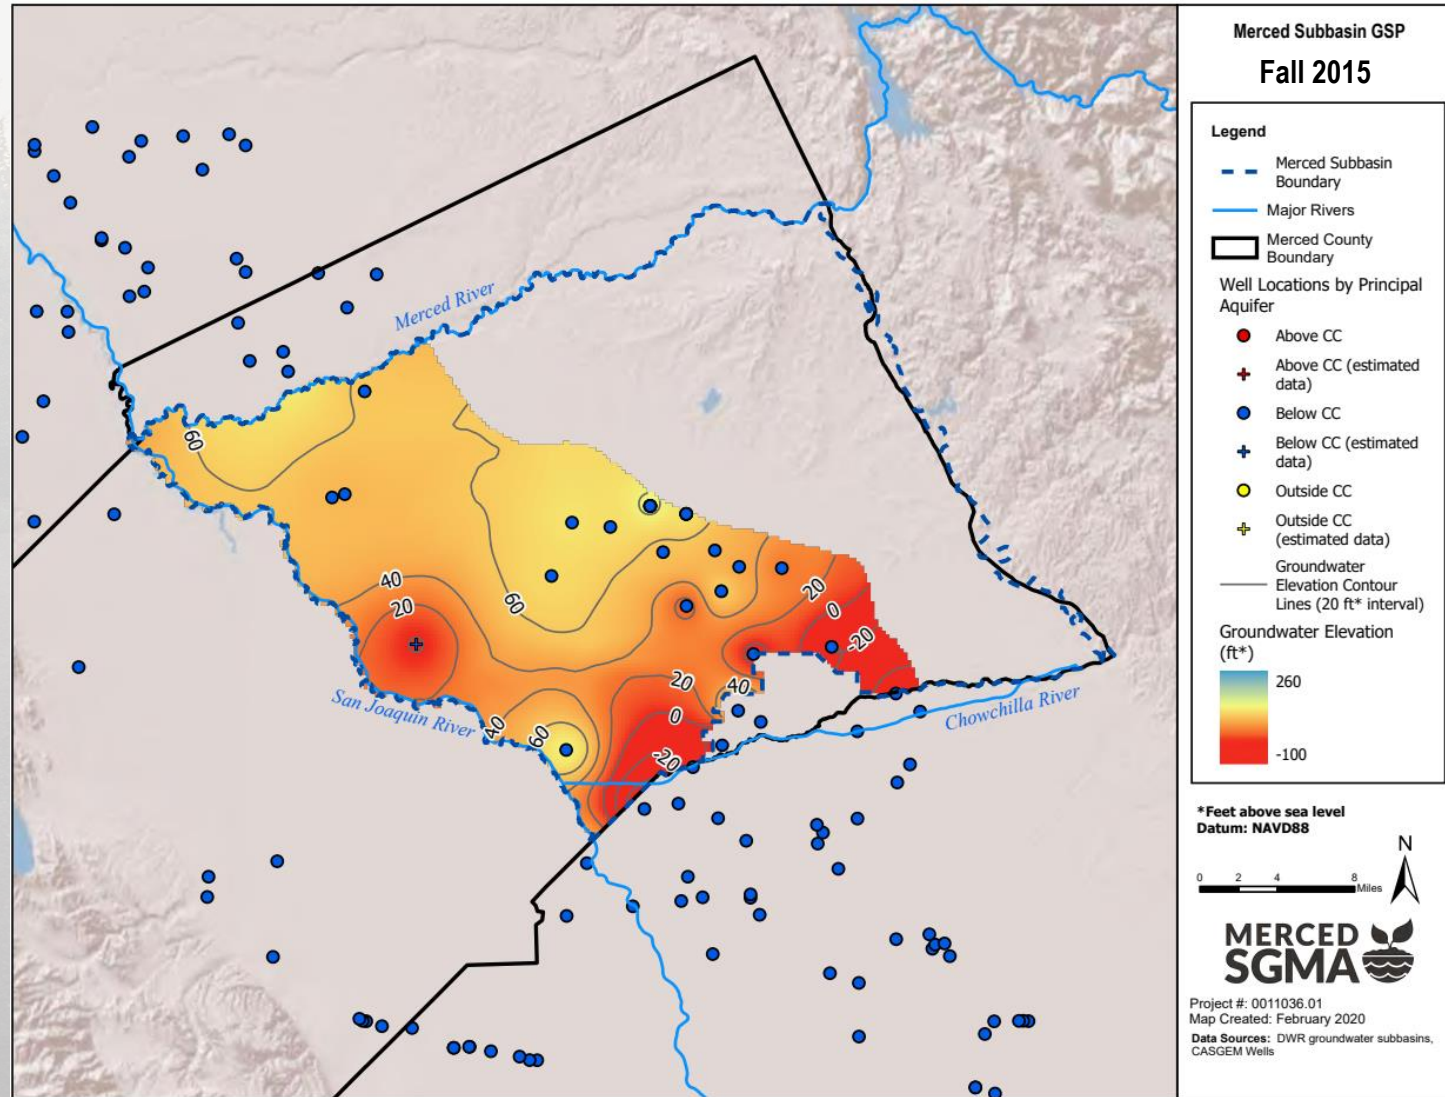 Merced Subbasin GSP
Fall 2015
Legend
Merced Subbasin
Boundary
Major Rivers
Merced County
Boundary
Well Locations by Principal
Aquifer
Above CC
Above CC (estimated
data)
Below CC
Below CC (estimated
data)
Outside CC
Outside CC
(estimated data)
Groundwater
Elevation Contour
Lines (20 ft* interval)
Groundwater Elevation
(ft*)
260
-100
*Feet above sea level
Datum: NAVD88
N
0 2 4 8 Miles
MERCED
SGMA
Project #: 0011036.01
Map Created: February 2020
Data Sources: DWR groundwater subbasins,
CASGEM Wells
Merced River
60
40
20
60
20
0
-20
San Joaquin River
40
60
20
40
0
-20
Chowchilla River